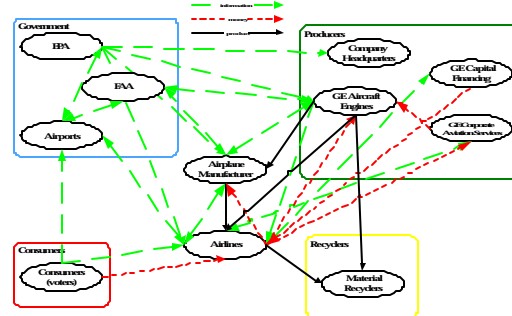 information
money
product
Government
EPA
FAA
Airports
Producers
Company
Headquarters
GE Capital
Financing
GE Aircraft
Engines
GE Corporate
Aviation Services
Airplane
Manufacturer
Airlines
Consumers
Consumers
(voters)
Recyclers
Material
Recyclers